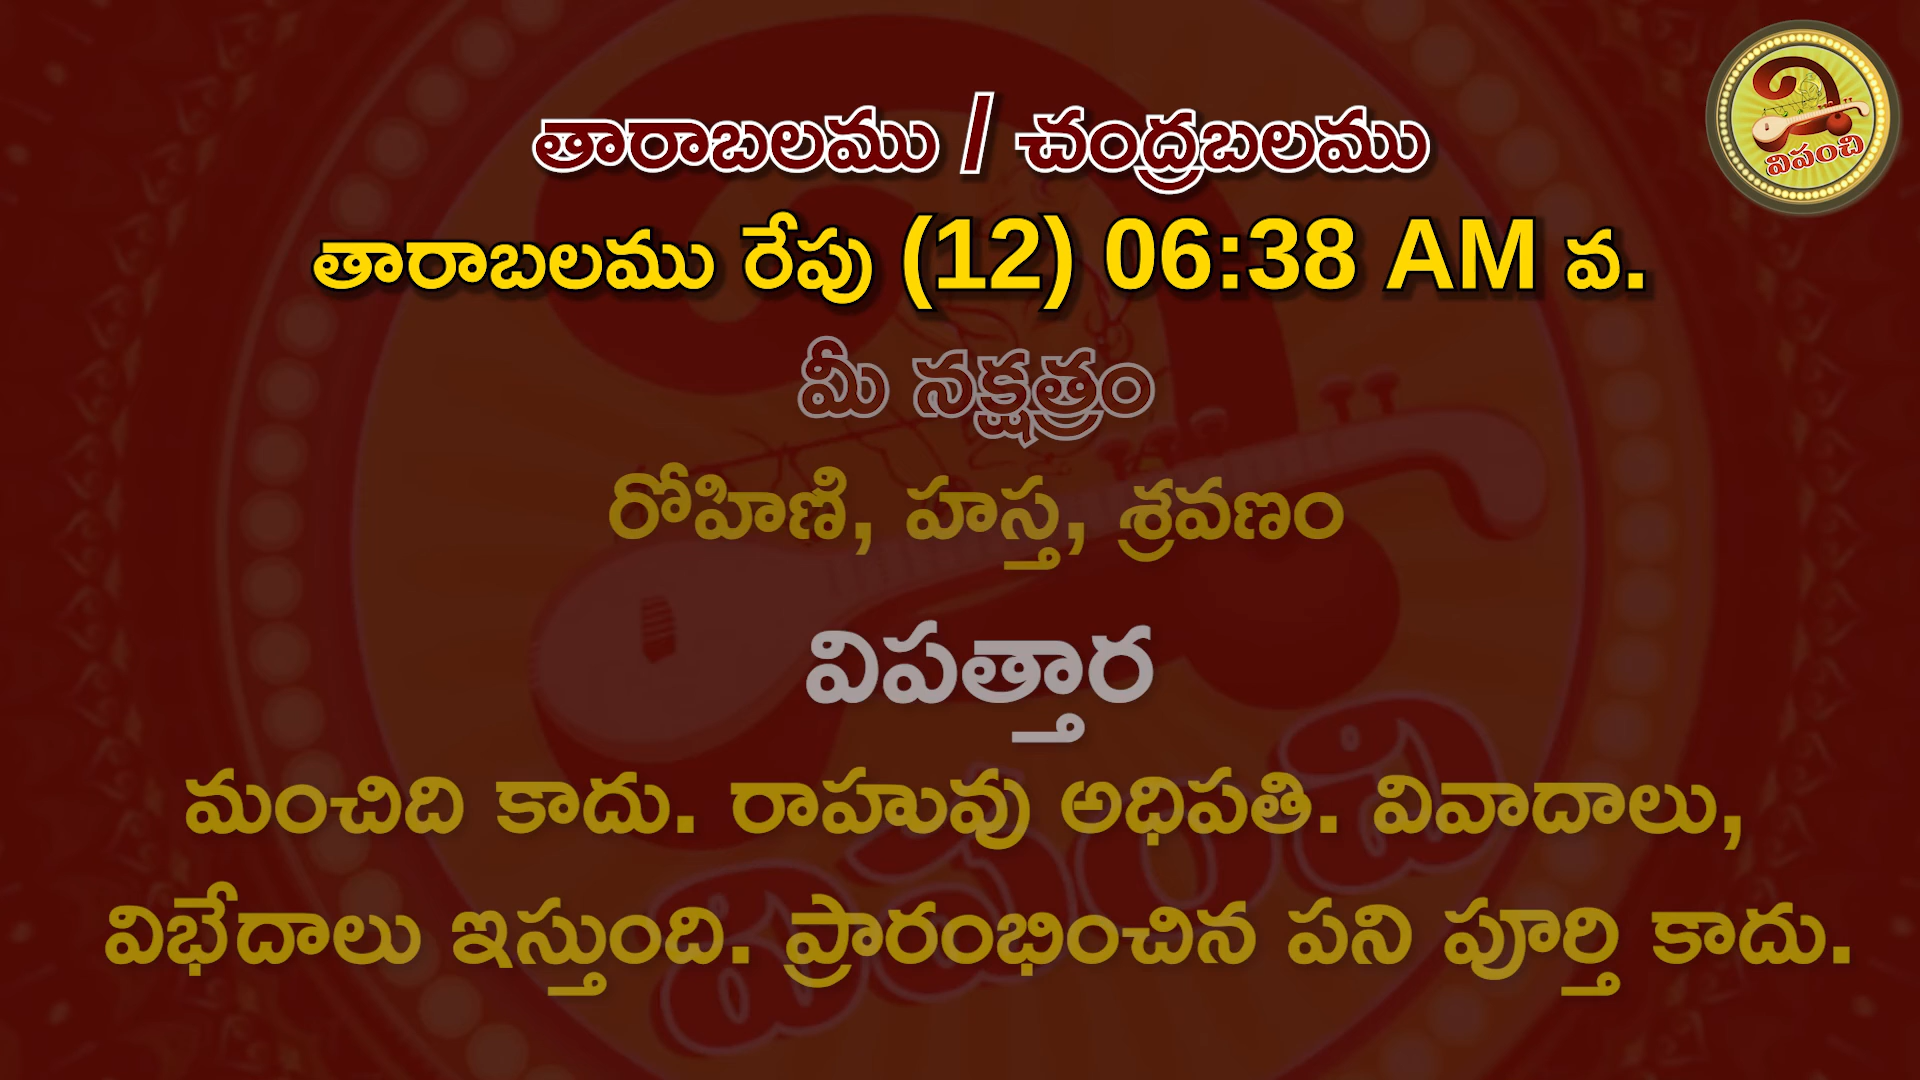 తారాబలము / చంద్రబలము
విపంచి
తారాబలము రేపు (12) 06:38 AM వ.
మీ నక్షత్రం
రోహిణి, హస్త, శ్రవణం
విపత్తార
మంచిది కాదు. రాహువు అధిపతి. వివాదాలు,
విభేదాలు ఇస్తుంది. ప్రారంభించిన పని పూర్తి కాదు.
విపంచి